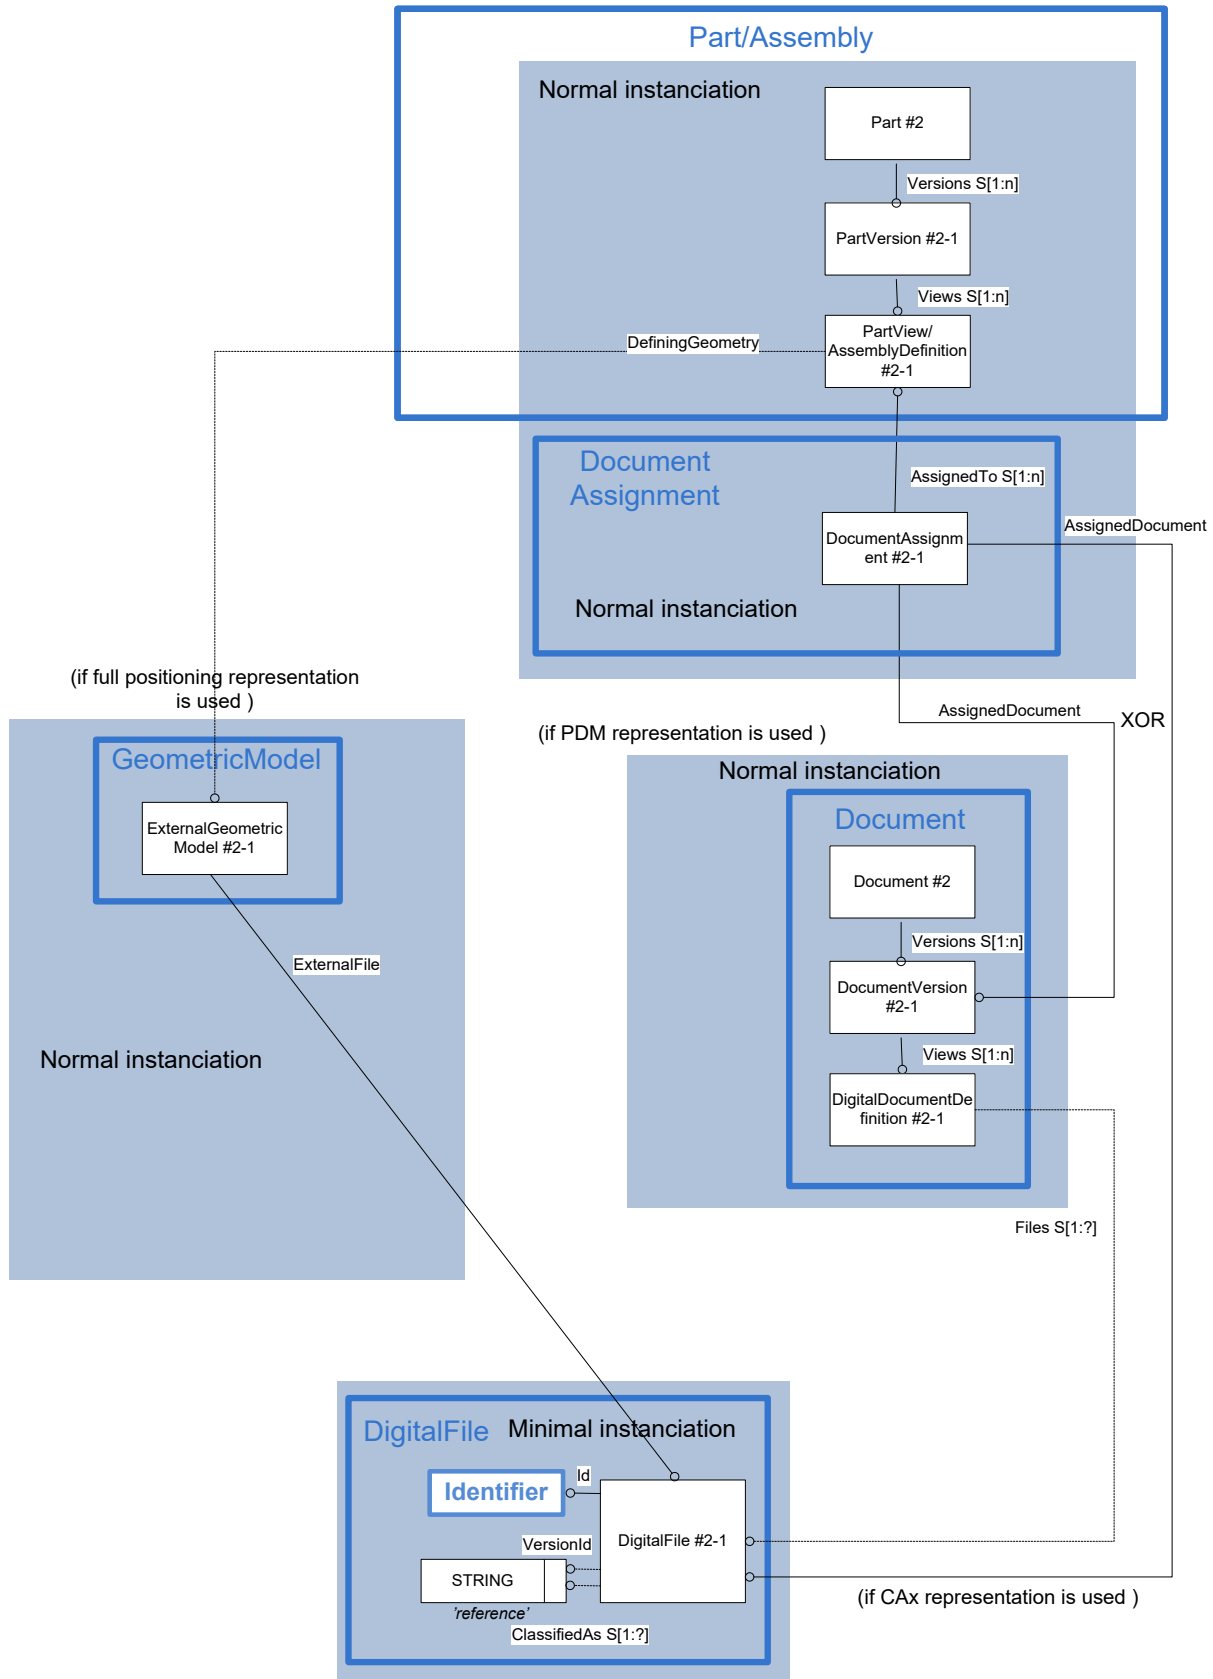 Part/Assembly
Normal instanciation
Part #2
Versions S[1:n]
PartVersion #2-1
Views S[1:n]
PartView/
AssemblyDefinition
#2-1
DefiningGeometry
Document
Assignment
AssignedTo S[1:n]
DocumentAssignm
ent #2-1
AssignedDocument
Normal instanciation
(if full positioning representation
is used )
AssignedDocument
XOR
(if PDM representation is used )
Normal instanciation
GeometricModel
ExternalGeometric
Model #2-1
Document
Document #2
Versions S[1:n]
ExternalFile
DocumentVersion
#2-1
Normal instanciation
Views S[1:n]
DigitalDocumentDe
finition #2-1
Files S[1:?]
DigitalFile
Minimal instanciation
Id
Identifier
VersionId
DigitalFile #2-1
STRING
'reference'
ClassifiedAs S[1:?]
(if CAx representation is used )